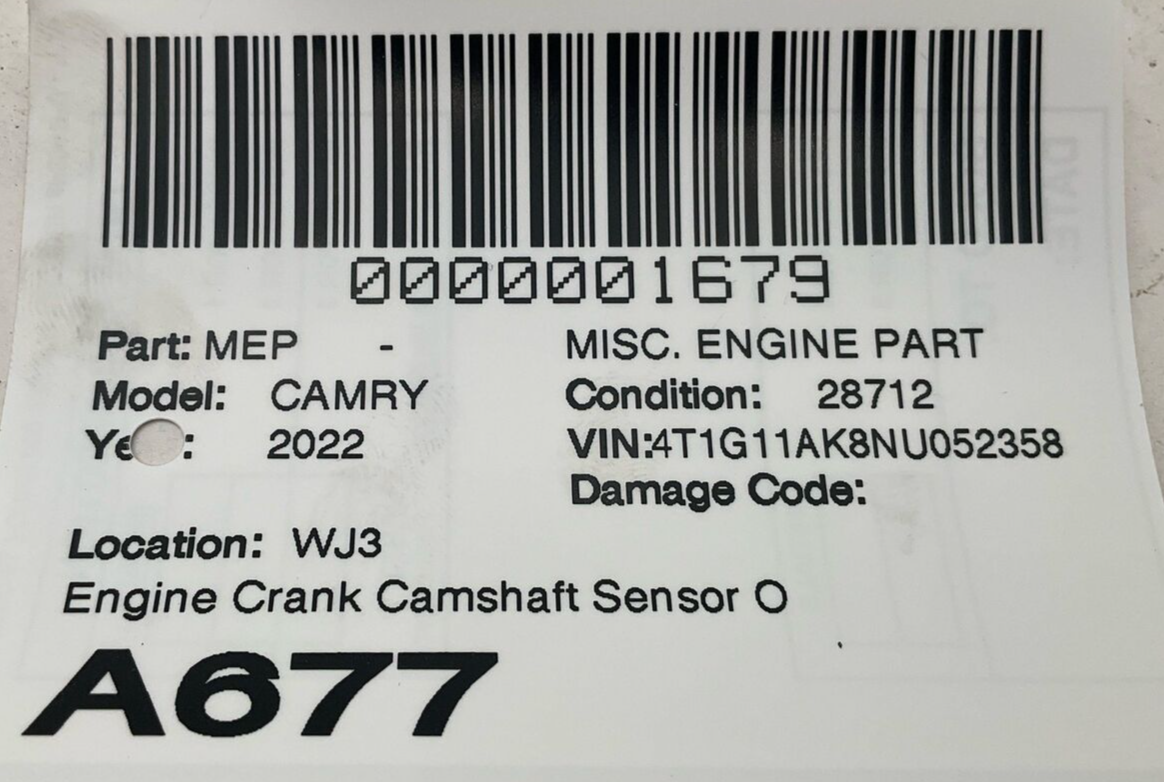 0000001679
Part: MEP - MISC. ENGINE PART
Model: CAMRY Condition: 28712
Ye : 2022 VIN:4T1G11AK8NU052358
Damage Code:
Location: WJ3
Engine Crank Camshaft Sensor O
A677